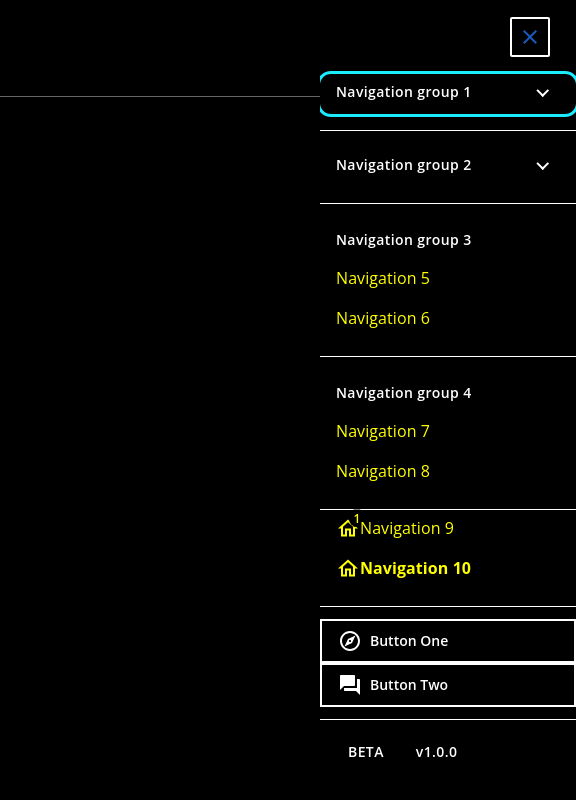 Navigation group 1
Navigation group 2
Navigation group 3
Navigation 5
Navigation 6
Navigation group 4
Navigation 7
Navigation 8
1 Navigation 9
Navigation 10
Button One
Button Two
BETA v1.0.0